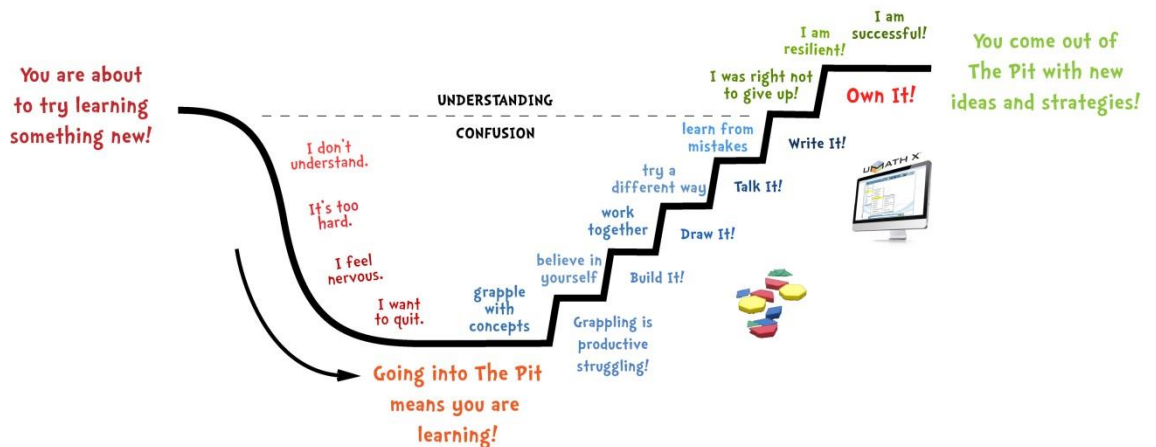 You are about
to try learning
something new!
UNDERSTANDING
CONFUSION
I don't
understand.
It's too
hard.
I feel
nervous.
I want
to quit.
Going into The Pit
means you are
learning!
grapple
with
concepts
Grappling is
productive
struggling!
believe in
yourself
Build It!
work
together
Draw It!
try a
different way
Talk It!
learn from
mistakes
Write It!
I was right not
to give up!
Own It!
I am
resilient!
I am
successful!
You come out of
The Pit with new
ideas and strategies!
uMATH X